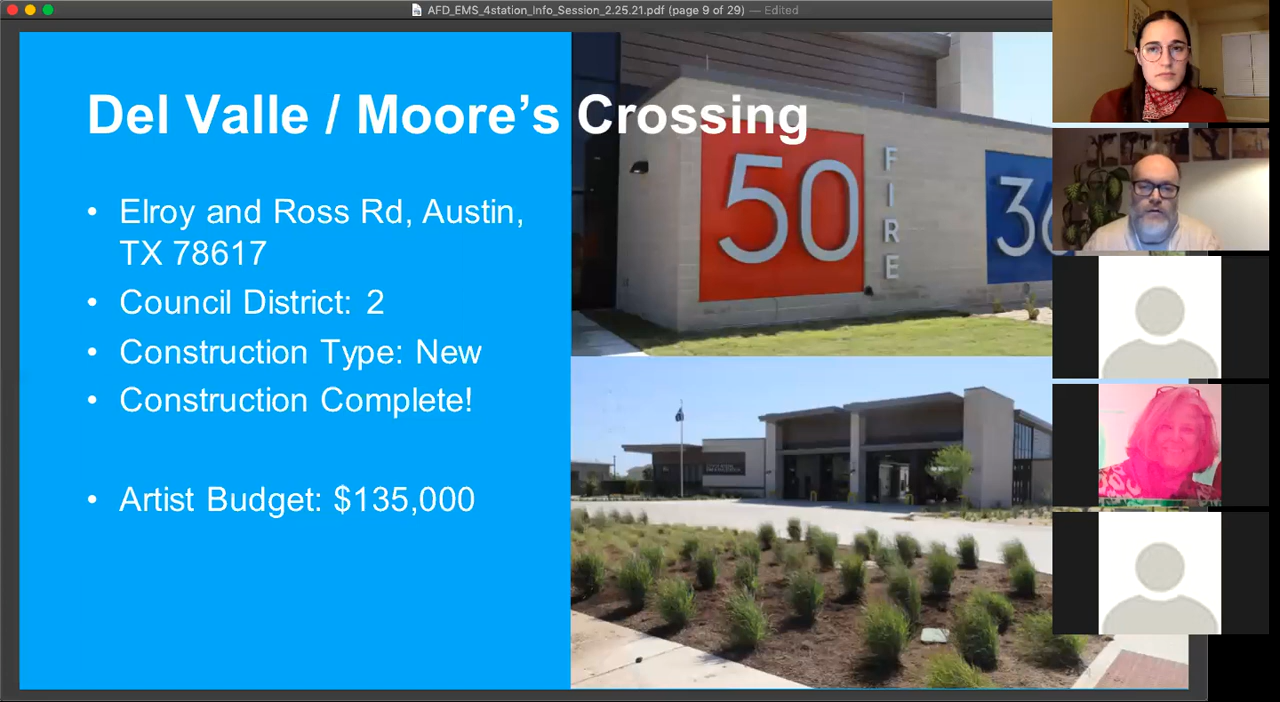 AFD_EMS_4station_Info_Session_2.25.21.pdf (page 9 of 29) — Edited
Del Valle / Moore’s Crossing
• Elroy and Ross Rd, Austin,
TX 78617
• Council District: 2
• Construction Type: New
• Construction Complete!
• Artist Budget: $135,000
50
FIRE
36